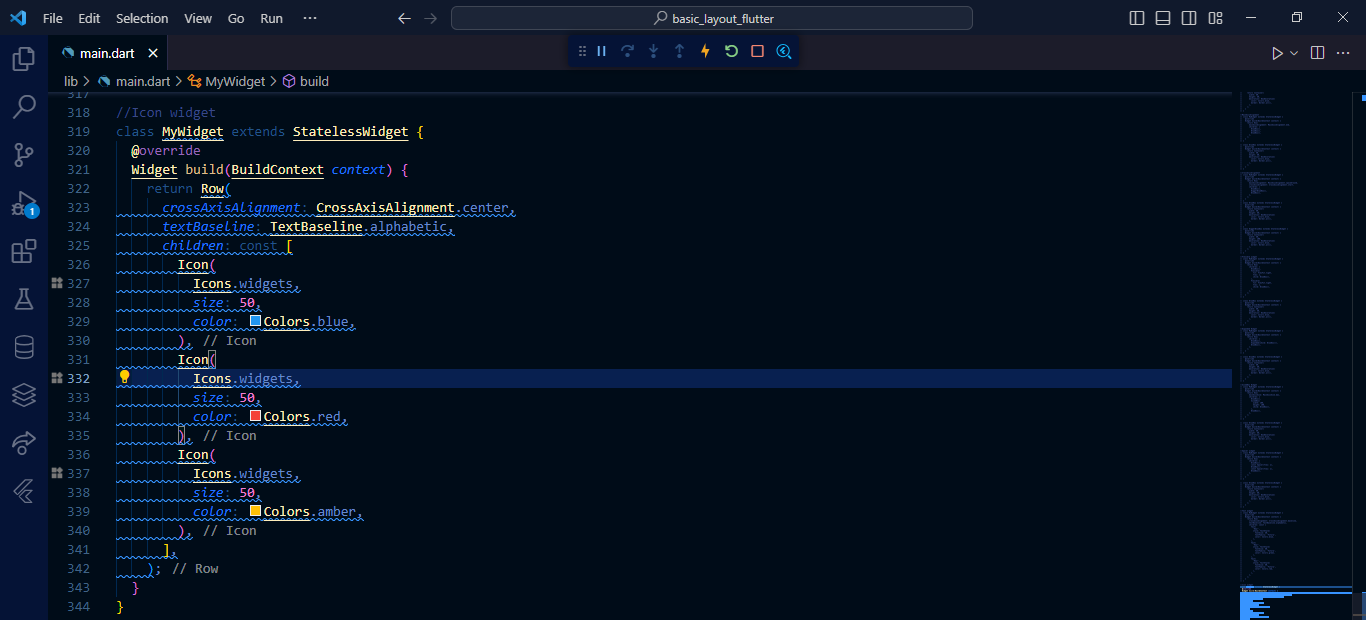 File Edit Selection View Go Run ··· basic_layout_flutter
main.dart
lib > main.dart > MyWidget > build
317
318 //Icon widget
319 class MyWidget extends StatelessWidget {
320 @override
321 Widget build(BuildContext context) {
322 return Row(
323 crossAxisAlignment: CrossAxisAlignment.center,
324 textBaseline: TextBaseline.alphabetic,
325 children: const [
326 Icon(
327 Icons.widgets,
328 size: 50,
329 color: Colors.blue,
330 ), // Icon
331 Icon(
332 Icons.widgets,
333 size: 50,
334 color: Colors.red,
335 ), // Icon
336 Icon(
337 Icons.widgets,
338 size: 50,
339 color: Colors.amber,
340 ), // Icon
341 ],
342 ); // Row
343 }
344 }
1